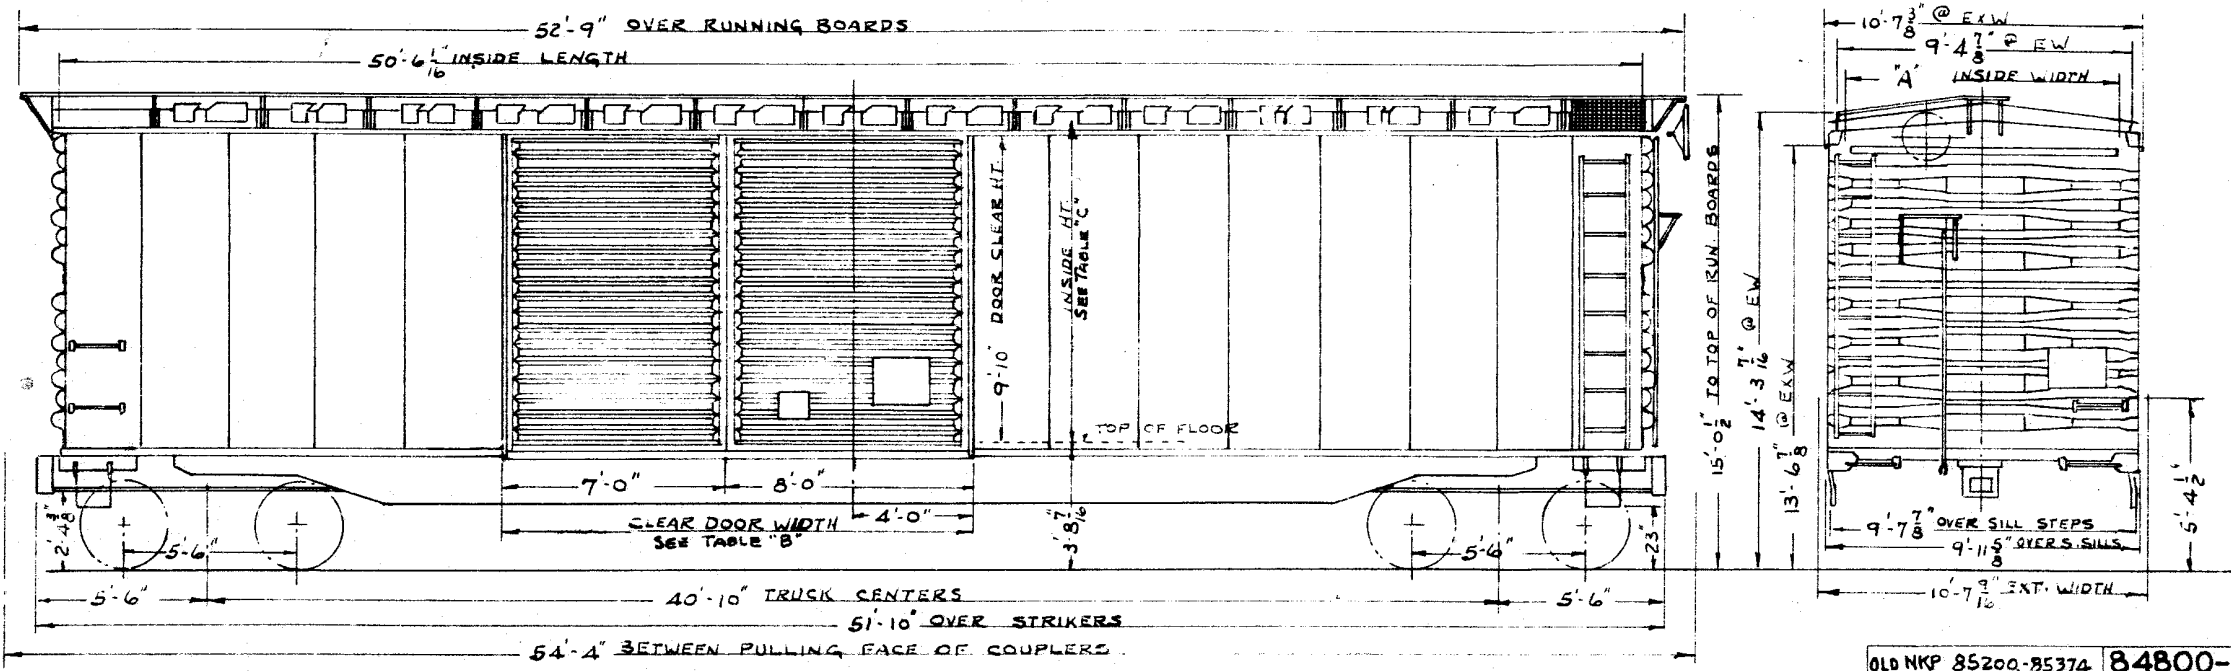 52'-9" OVER RUNNING BOARDS
50'-6 1/16" INSIDE LENGTH
10'-7 3/8" @ EXW
9'-4 7/8" @ EW
"A" INSIDE WIDTH
9'-10" DOOR CLEAR HT.
INSIDE HT.
SEE TABLE "C"
TOP OF FLOOR
15'-0 1/2" TO TOP OF RUN. BOARDS
14'-3 7/16" @ EW
13'-6 7/8" @ EXW
5'-4 1/2"
7'-0"
8'-0"
4'-0"
CLEAR DOOR WIDTH
SEE TABLE "B"
2'-4 3/8"
5'-6"
3'-8 7/16"
5'-6"
23"
9'-7 7/8" OVER SILL STEPS
9'-11 5/8" OVER S. SILLS
10'-7 9/16" EXT. WIDTH
5'-6"
40'-10" TRUCK CENTERS
5'-6"
51'-10" OVER STRIKERS
54'-4" BETWEEN PULLING FACE OF COUPLERS
OLD NKP 85200-85374
84800-